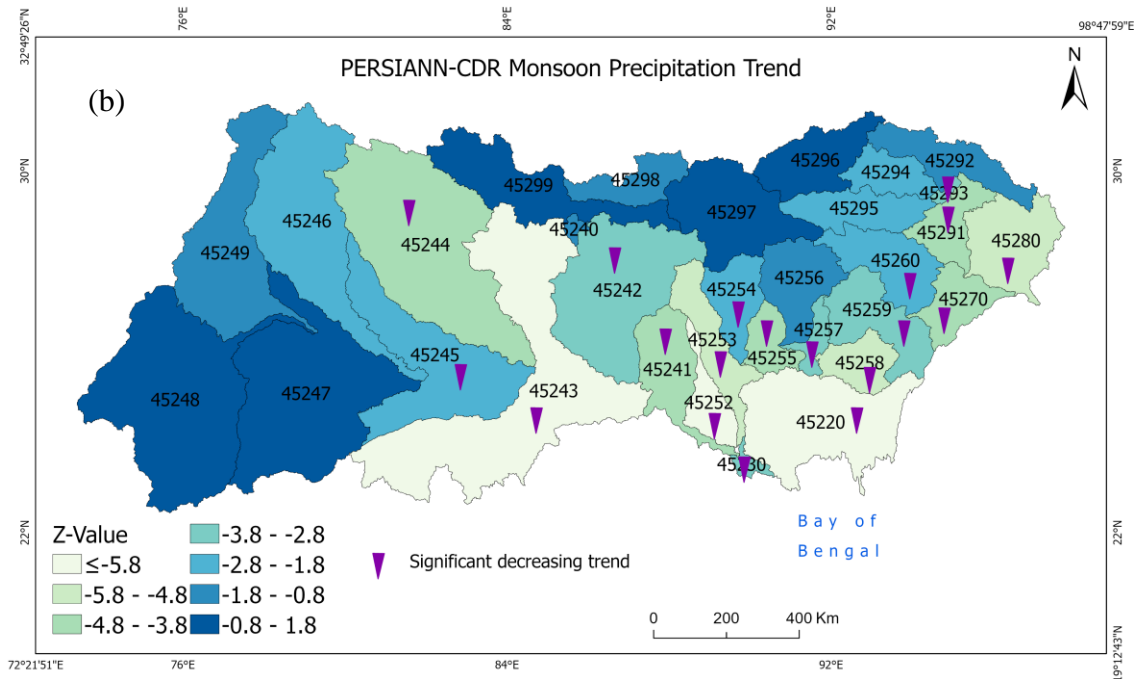 76°E 84°E 92°E
32°49'26"N 98°47'59"E
PERSIANN-CDR Monsoon Precipitation Trend
N
(b)
30°N 30°N
45296 45292
45294
45299 45298
45293
45297
45246 45295
45240 45291
45244 45280
45249 45260
45256
45242 45254
45270
45259
45257
45253
45245 45255
45241 45258
45243
45248 45247
45252
45220
45230
22°N 22°N
Bay of
Bengal
Z-Value
≤-5.8
-5.8 - -4.8
-4.8 - -3.8
-3.8 - -2.8
-2.8 - -1.8
-1.8 - -0.8
-0.8 - 1.8
Significant decreasing trend
0 200 400 Km
72°21'51"E 19°12'43"N
76°E 84°E 92°E